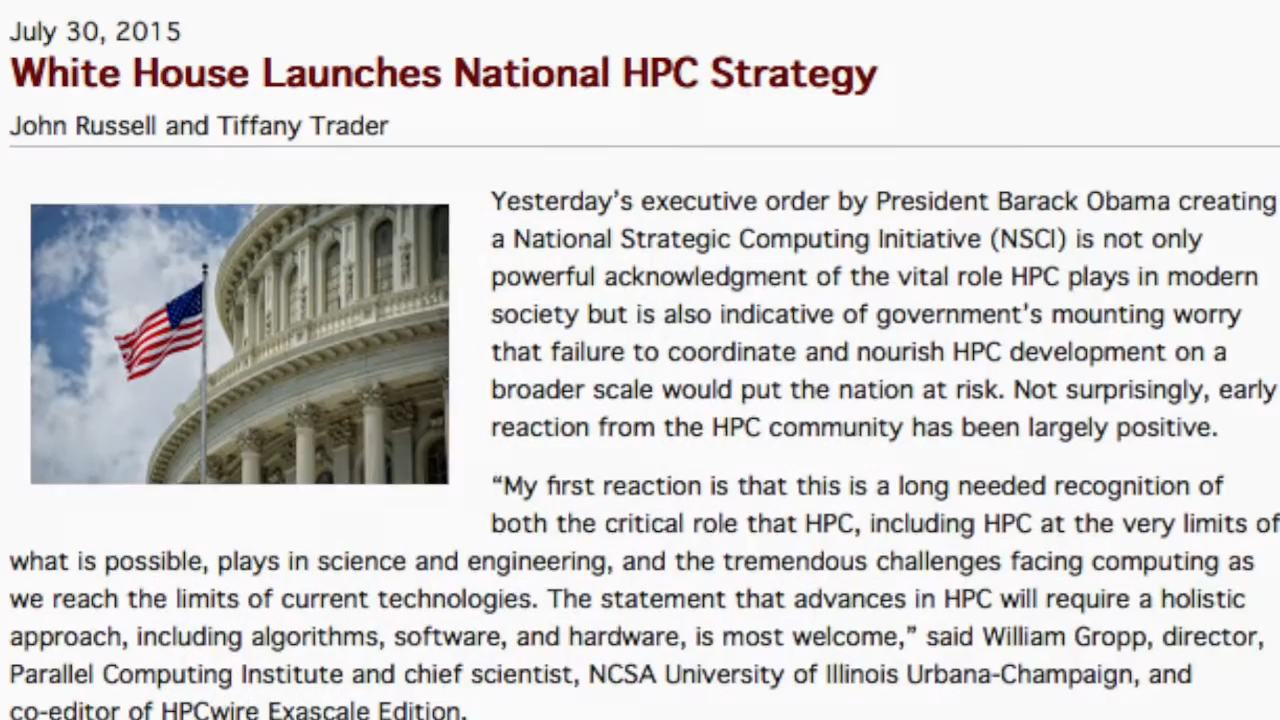 July 30, 2015
White House Launches National HPC Strategy
John Russell and Tiffany Trader
Yesterday's executive order by President Barack Obama creating
a National Strategic Computing Initiative (NSCI) is not only
powerful acknowledgment of the vital role HPC plays in modern
society but is also indicative of government's mounting worry
that failure to coordinate and nourish HPC development on a
broader scale would put the nation at risk. Not surprisingly, early
reaction from the HPC community has been largely positive.
“My first reaction is that this is a long needed recognition of
both the critical role that HPC, including HPC at the very limits of
what is possible, plays in science and engineering, and the tremendous challenges facing computing as
we reach the limits of current technologies. The statement that advances in HPC will require a holistic
approach, including algorithms, software, and hardware, is most welcome,” said William Gropp, director,
Parallel Computing Institute and chief scientist, NCSA University of Illinois Urbana-Champaign, and
co-editor of HPCwire Exascale Edition.